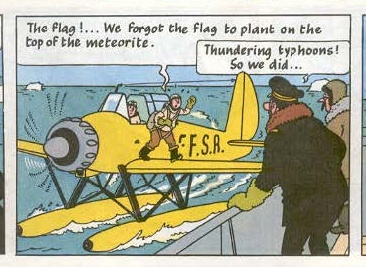 The flag!... We forgot the flag to plant on the
top of the meteorite.
Thundering typhoons!
So we did...
F.S.A.